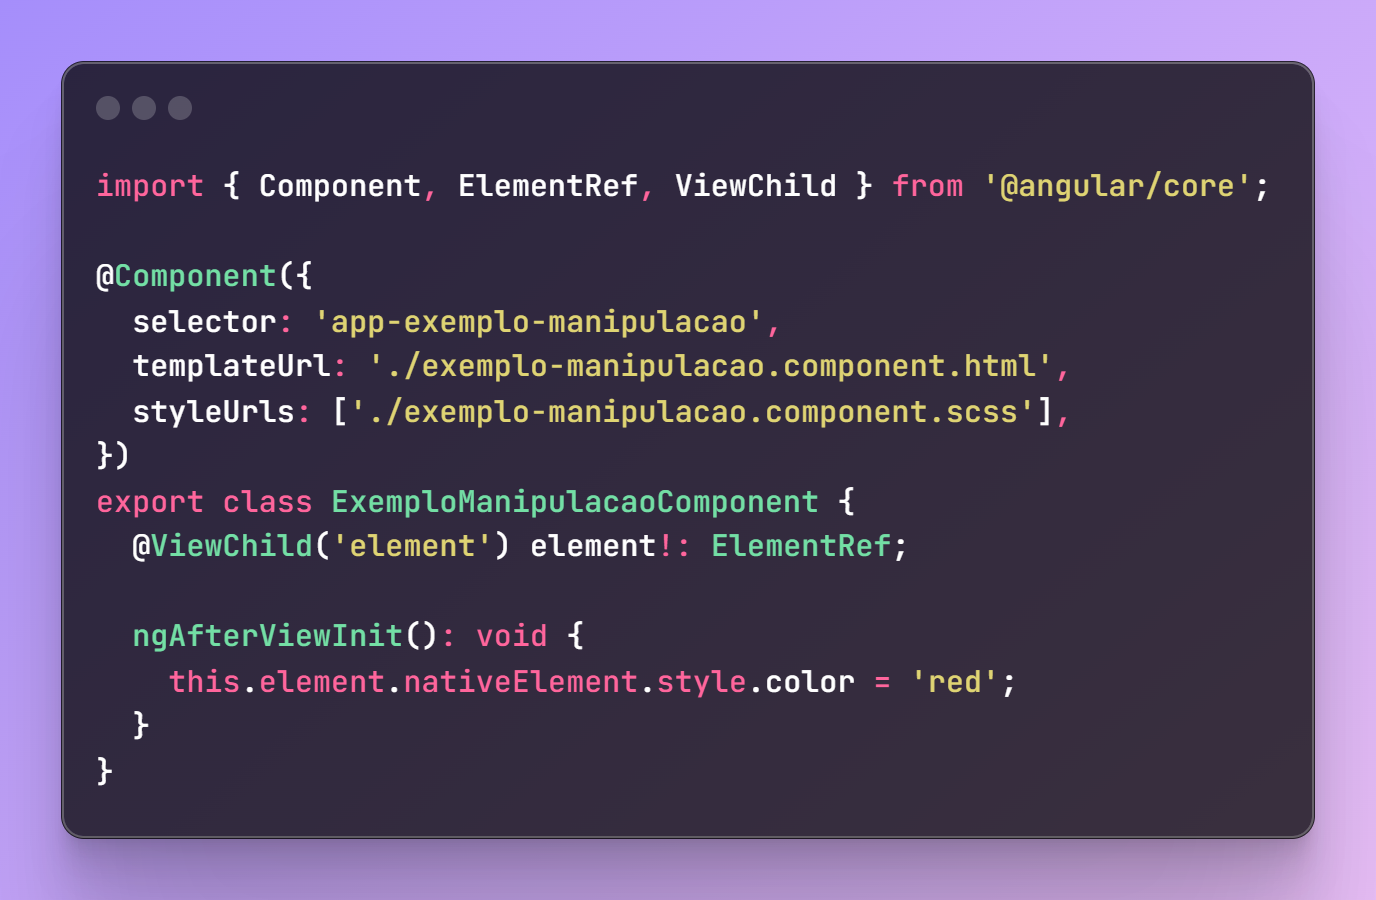 import { Component, ElementRef, ViewChild } from '@angular/core';
@Component({
  selector: 'app-exemplo-manipulacao',
  templateUrl: './exemplo-manipulacao.component.html',
  styleUrls: ['./exemplo-manipulacao.component.scss'],
})
export class ExemploManipulacaoComponent {
  @ViewChild('element') element!: ElementRef;
  ngAfterViewInit(): void {
    this.element.nativeElement.style.color = 'red';
  }
}